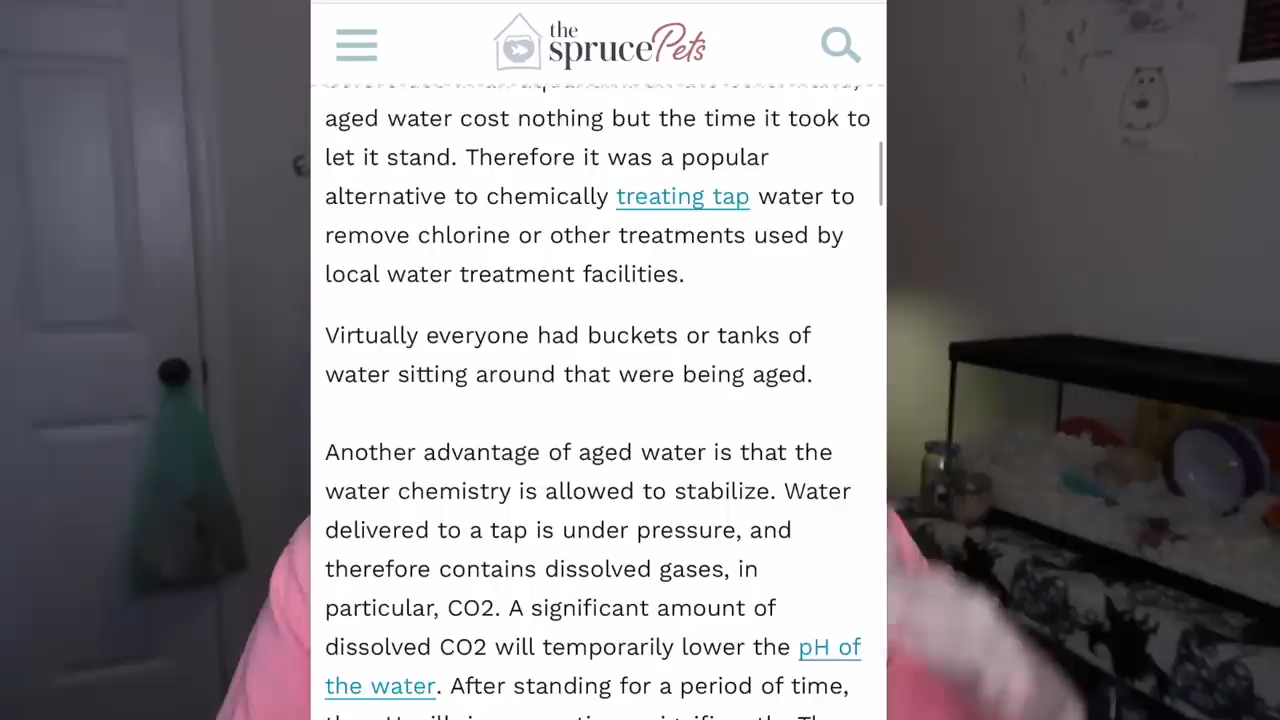 the
sprucePets
aged water cost nothing but the time it took to
let it stand. Therefore it was a popular
alternative to chemically treating tap water to
remove chlorine or other treatments used by
local water treatment facilities.
Virtually everyone had buckets or tanks of
water sitting around that were being aged.
Another advantage of aged water is that the
water chemistry is allowed to stabilize. Water
delivered to a tap is under pressure, and
therefore contains dissolved gases, in
particular, CO2. A significant amount of
dissolved CO2 will temporarily lower the pH of
the water. After standing for a period of time,